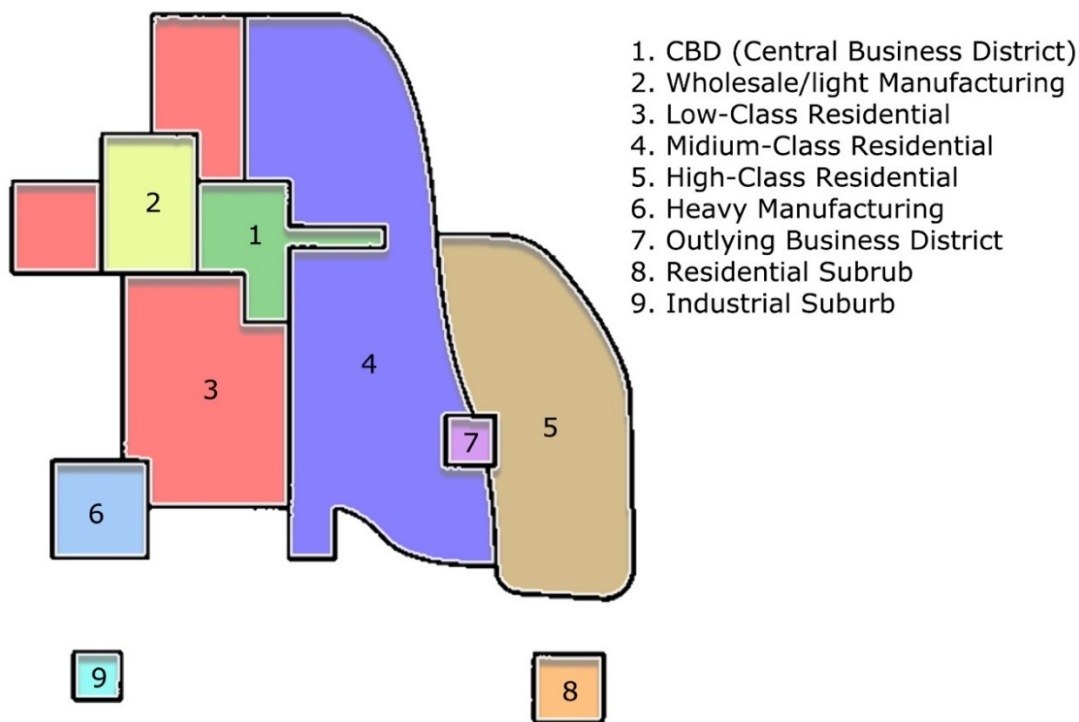 1. CBD (Central Business District)
2. Wholesale/light Manufacturing
3. Low-Class Residential
4. Midium-Class Residential
5. High-Class Residential
6. Heavy Manufacturing
7. Outlying Business District
8. Residential Subrub
9. Industrial Suburb
2
1
3
4
5
7
6
9
8